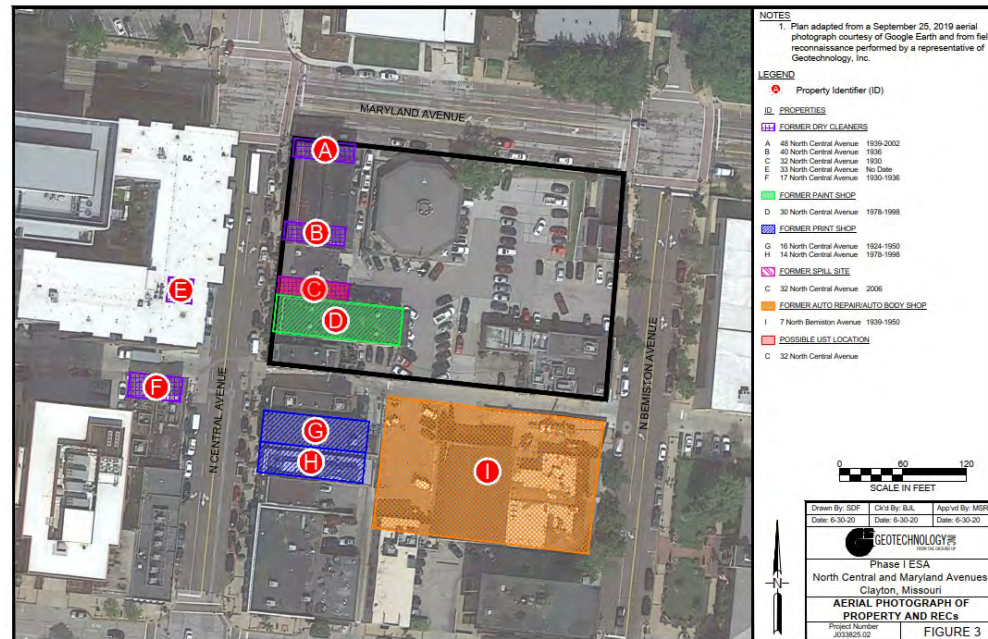 MARYLAND AVENUE
N CENTRAL AVENUE
N BEMISTON AVENUE
A
B
C
D
E
F
G
H
I
NOTES
1. Plan adapted from a September 25, 2019 aerial
photograph courtesy of Google Earth and from fiel
reconnaissance performed by a representative of
Geotechnology, Inc.
LEGEND
A Property Identifier (ID)
ID PROPERTIES
FORMER DRY CLEANERS
A 48 North Central Avenue 1939-2002
B 40 North Central Avenue 1936
C 32 North Central Avenue 1930
E 33 North Central Avenue No Date
F 17 North Central Avenue 1930-1936
FORMER PAINT SHOP
D 30 North Central Avenue 1978-1998
FORMER PRINT SHOP
G 16 North Central Avenue 1924-1950
H 14 North Central Avenue 1978-1998
FORMER SPILL SITE
C 32 North Central Avenue 2006
FORMER AUTO REPAIR/AUTO BODY SHOP
I 7 North Bemiston Avenue 1939-1950
POSSIBLE UST LOCATION
C 32 North Central Avenue
0 60 120
SCALE IN FEET
N
Drawn By: SDF Ck'd By: BJL App'vd By: MSR
Date: 6-30-20 Date: 6-30-20 Date: 6-30-20
GEOTECHNOLOGY INC
FROM THE GROUND UP
Phase I ESA
North Central and Maryland Avenues
Clayton, Missouri
AERIAL PHOTOGRAPH OF
PROPERTY AND RECs
Project Number
J033825.02
FIGURE 3